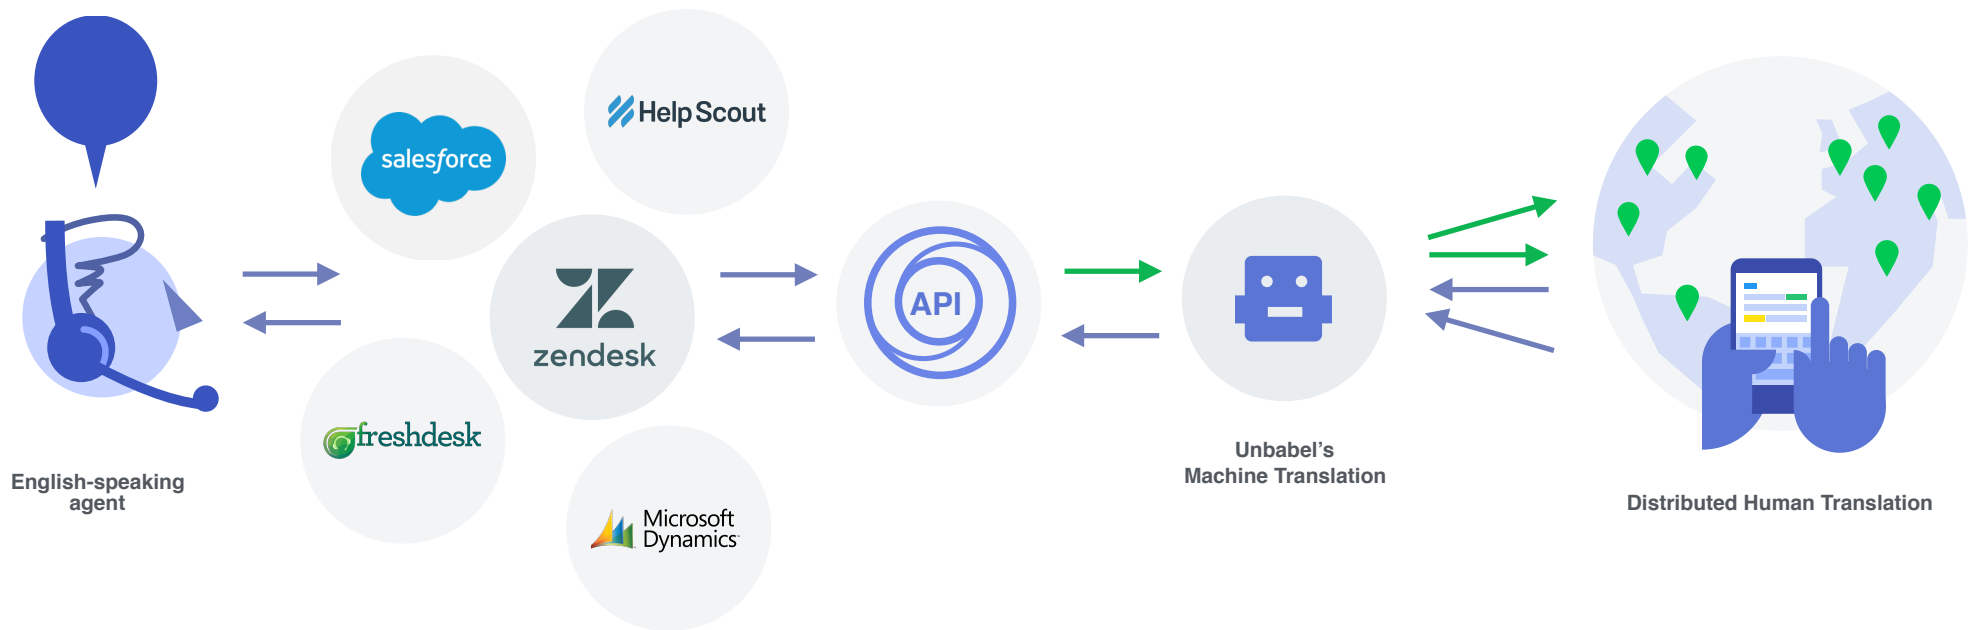 Help Scout
salesforce
zendesk
API
freshdesk
Microsoft
Dynamics
English-speaking
agent
Unbabel’s
Machine Translation
Distributed Human Translation